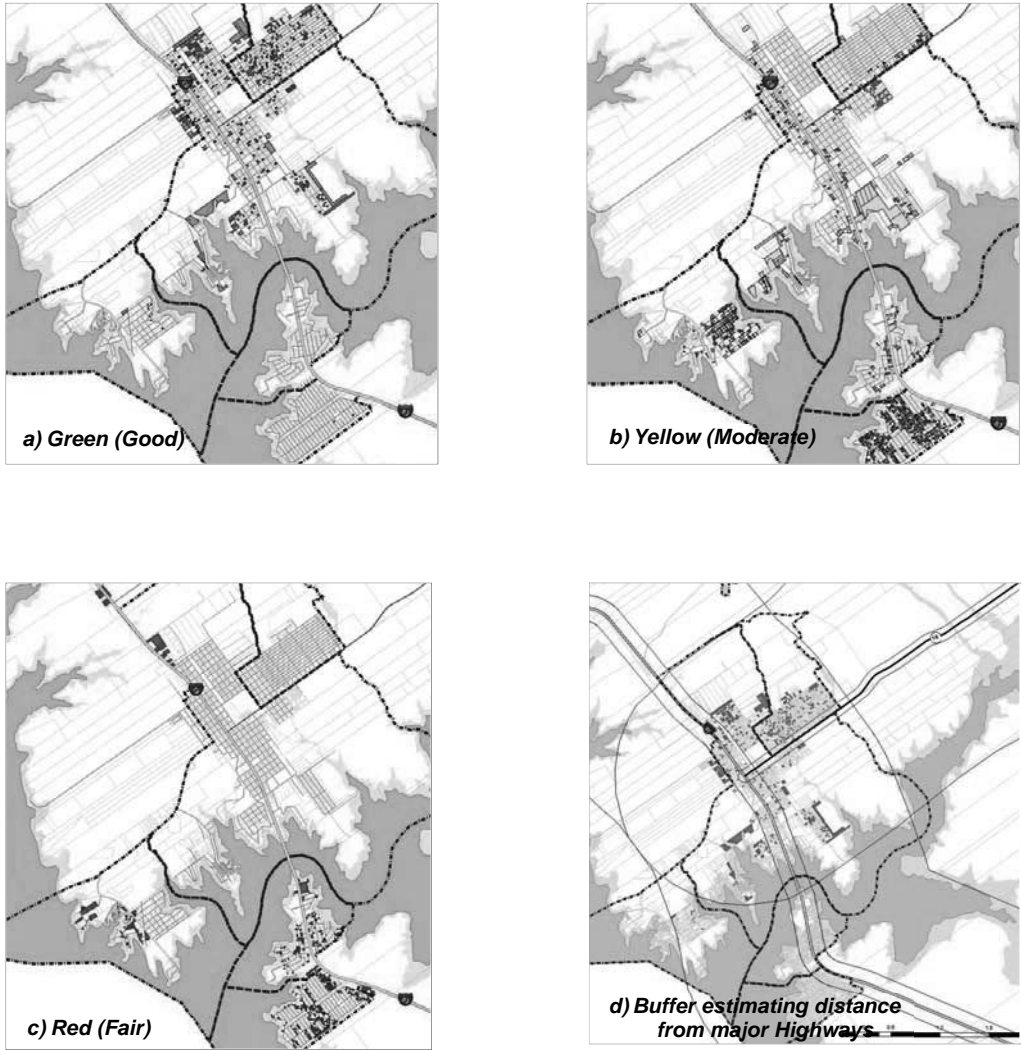 a) Green (Good)
b) Yellow (Moderate)
c) Red (Fair)
d) Buffer estimating distance
from major Highways